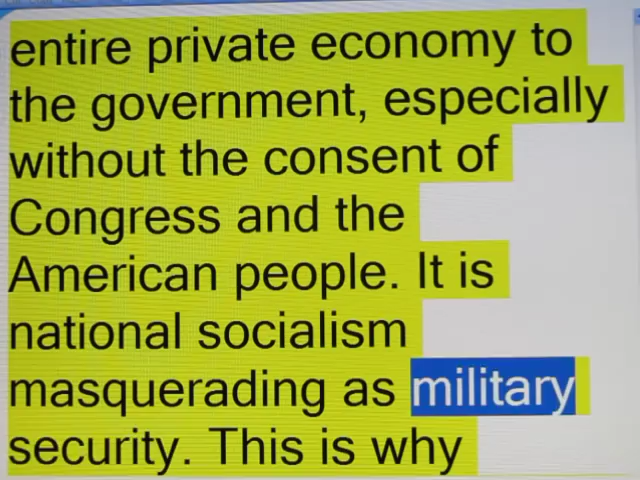 entire private economy to
the government, especially
without the consent of
Congress and the
American people. It is
national socialism
masquerading as military
security. This is why